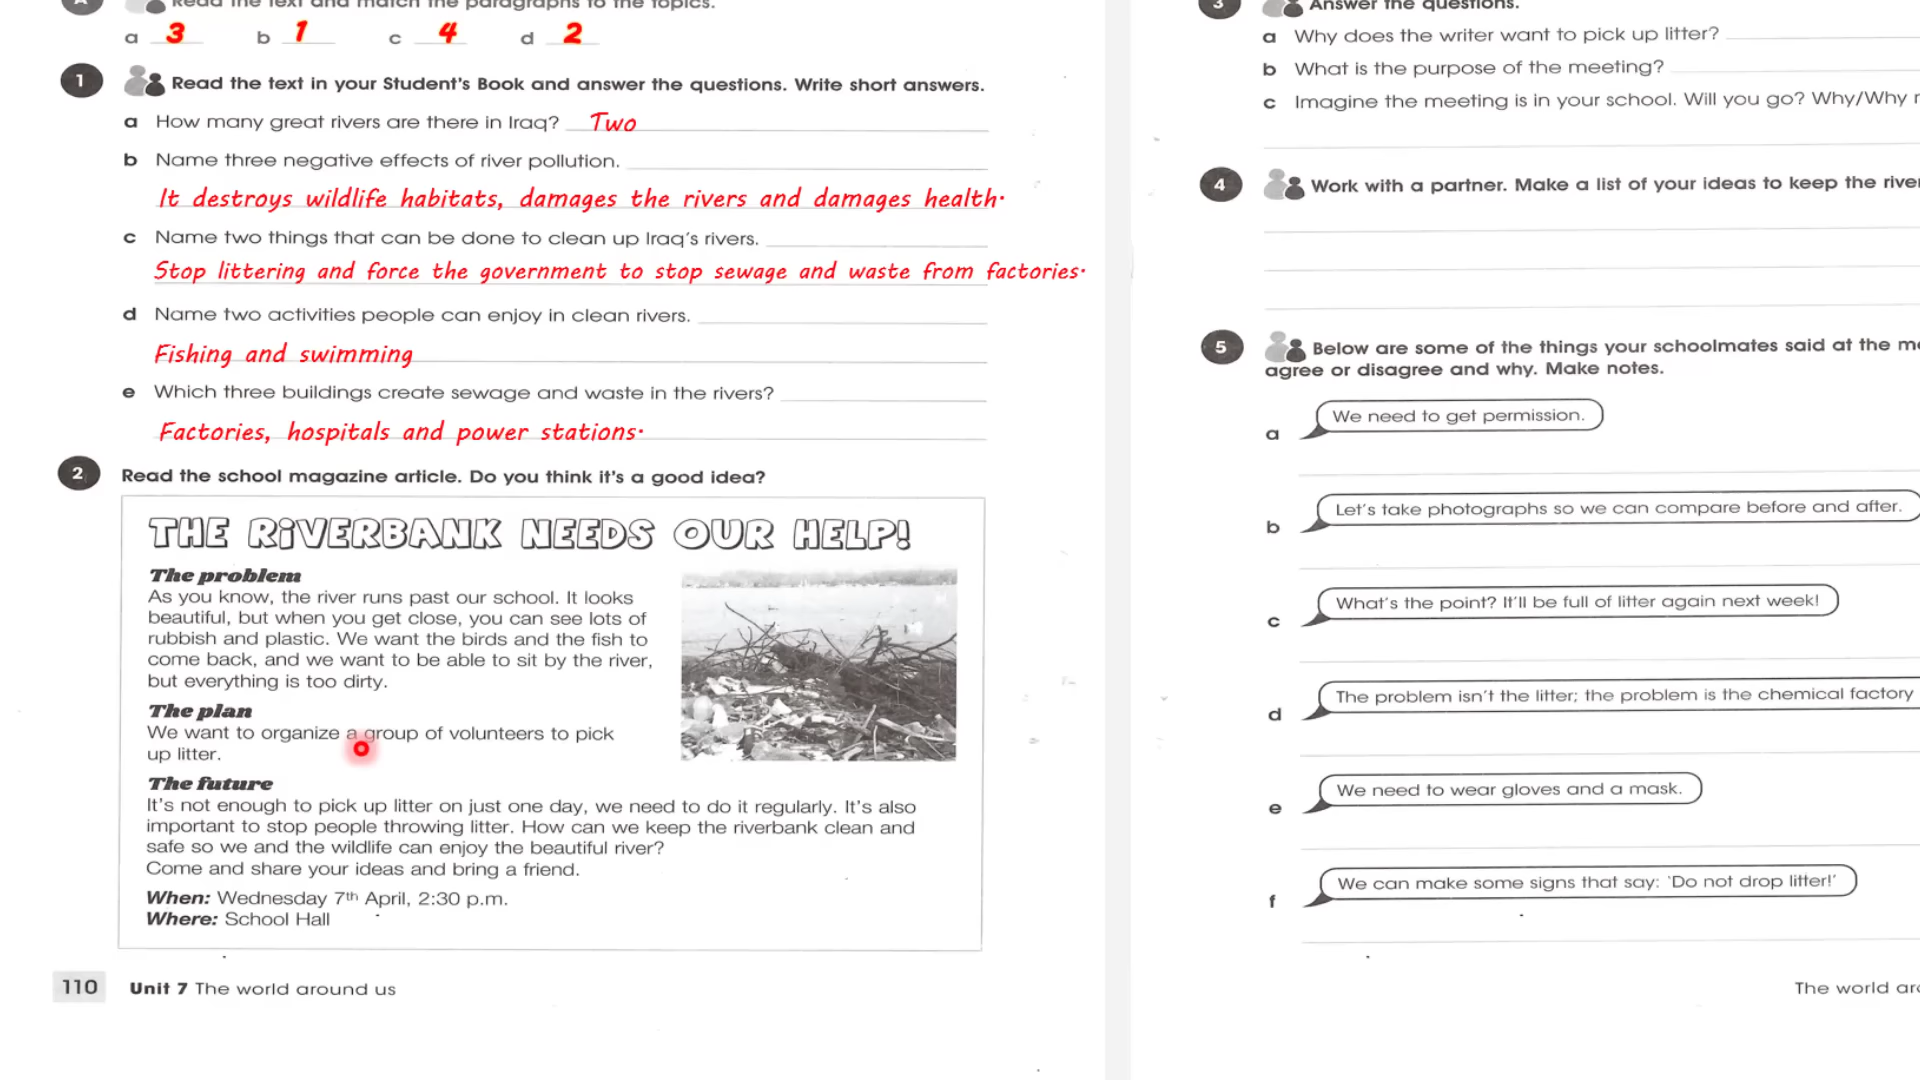 Read the text and match the paragraphs to the topics.
a 3 b 1 c 4 d 2
1 Read the text in your Student's Book and answer the questions. Write short answers.
a How many great rivers are there in Iraq? Two
b Name three negative effects of river pollution.
It destroys wildlife habitats, damages the rivers and damages health.
c Name two things that can be done to clean up Iraq's rivers.
Stop littering and force the government to stop sewage and waste from factories.
d Name two activities people can enjoy in clean rivers.
Fishing and swimming
e Which three buildings create sewage and waste in the rivers?
Factories, hospitals and power stations.
2 Read the school magazine article. Do you think it's a good idea?
THE RiVERBANK NEEDS OUR HELP!
The problem
As you know, the river runs past our school. It looks
beautiful, but when you get close, you can see lots of
rubbish and plastic. We want the birds and the fish to
come back, and we want to be able to sit by the river,
but everything is too dirty.
The plan
We want to organize a group of volunteers to pick
up litter.
The future
It's not enough to pick up litter on just one day, we need to do it regularly. It's also
important to stop people throwing litter. How can we keep the riverbank clean and
safe so we and the wildlife can enjoy the beautiful river?
Come and share your ideas and bring a friend.
When: Wednesday 7th April, 2:30 p.m.
Where: School Hall
110 Unit 7 The world around us
3 Answer the questions.
a Why does the writer want to pick up litter?
b What is the purpose of the meeting?
c Imagine the meeting is in your school. Will you go? Why/Why
4 Work with a partner. Make a list of your ideas to keep the
5 Below are some of the things your schoolmates said at the
agree or disagree and why. Make notes.
a We need to get permission.
b Let's take photographs so we can compare before and after.
c What's the point? It'll be full of litter again next week!
d The problem isn't the litter; the problem is the chemical factory
e We need to wear gloves and a mask.
f We can make some signs that say: 'Do not drop litter!'
The world